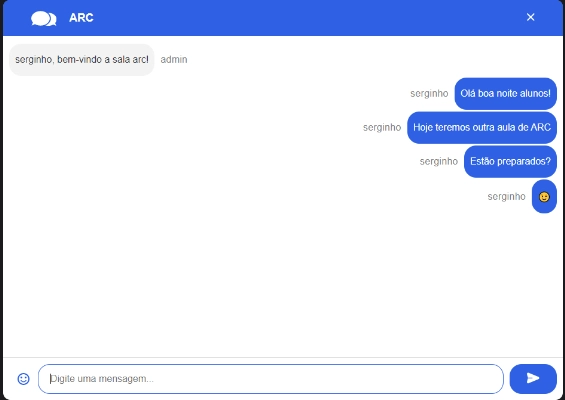 ARC
serginho, bem-vindo a sala arc! admin
serginho Olá boa noite alunos!
serginho Hoje teremos outra aula de ARC
serginho Estão preparados?
serginho
Digite uma mensagem...